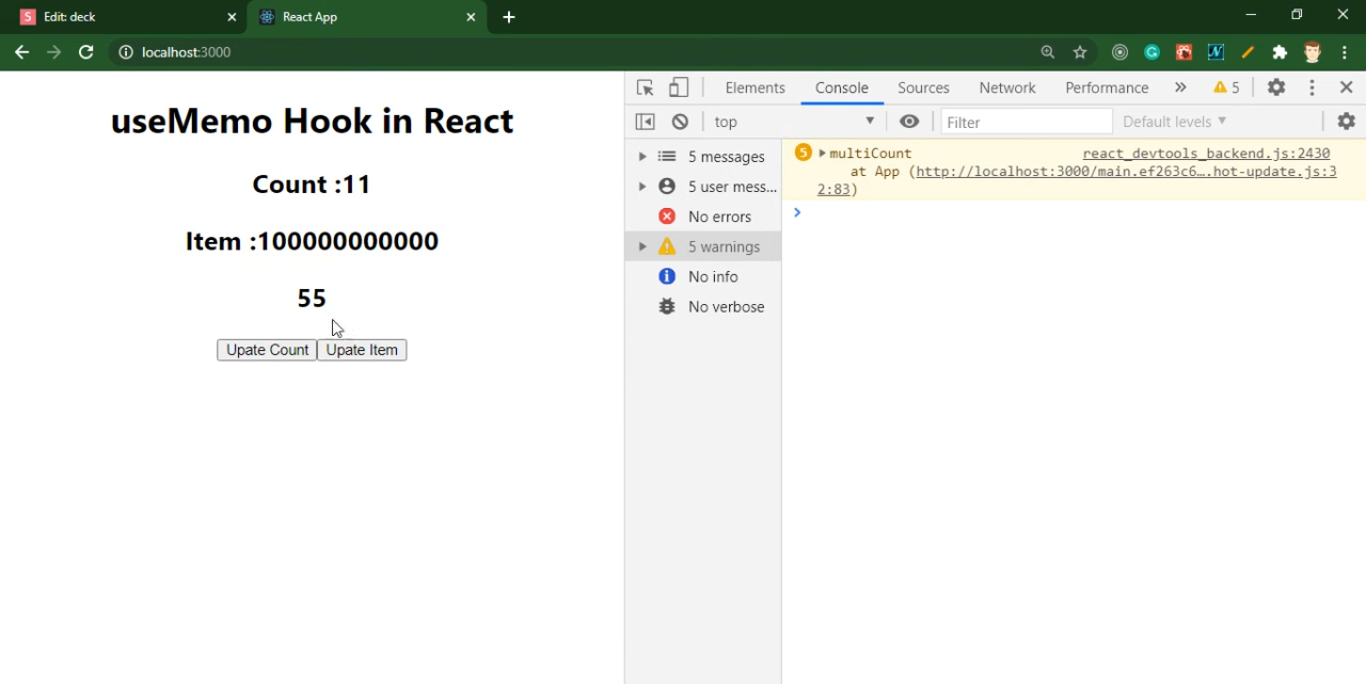 S Edit: deck
React App
localhost:3000
useMemo Hook in React
Count :11
Item :100000000000
55
Upate Count Upate Item
Elements Console Sources Network Performance 5
top Filter Default levels
5 messages
5 user mess...
No errors
5 warnings
No info
No verbose
5 multiCount react_devtools_backend.js:2430
at App (http://localhost:3000/main.ef263c6….hot-update.js:3
2:83)